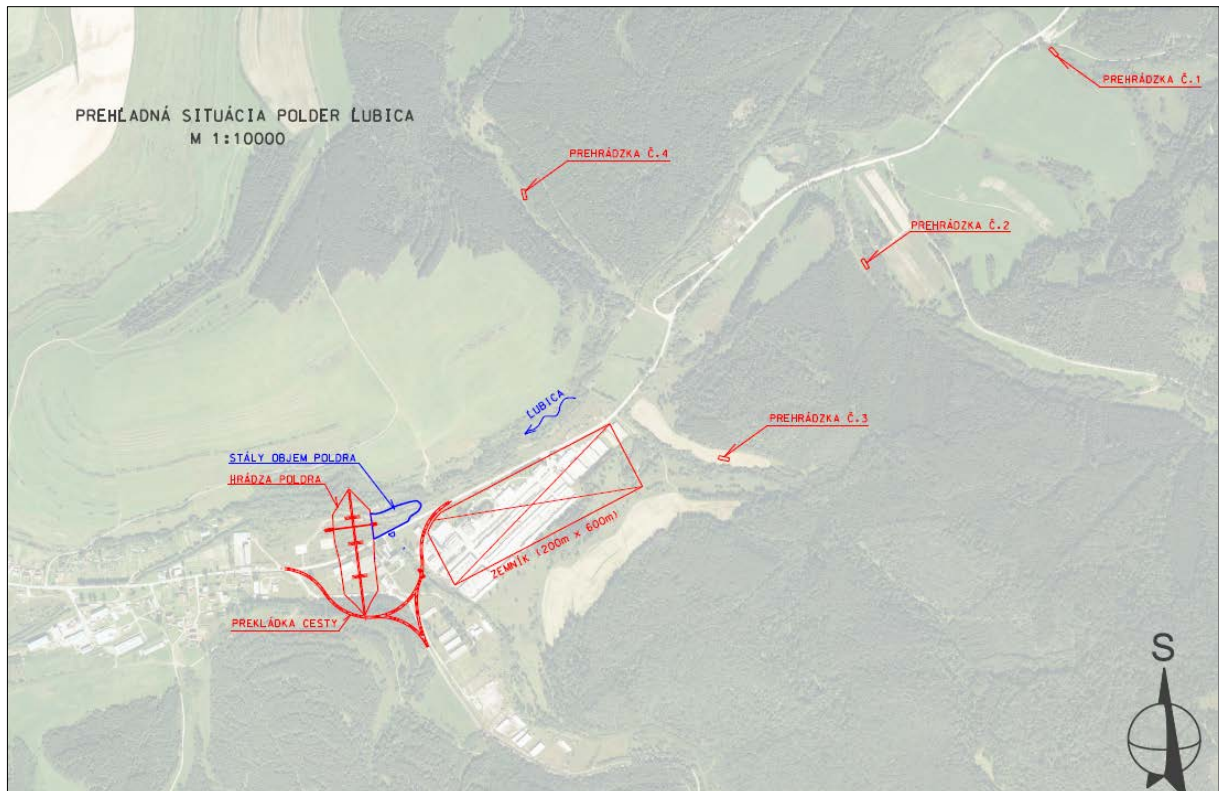 PREHĽADNÁ SITUÁCIA POLDER ĽUBICA
M 1:10000
PREHRÁDZKA Č.1
PREHRÁDZKA Č.4
PREHRÁDZKA Č.2
ĽUBICA
PREHRÁDZKA Č.3
STÁLY OBJEM POLDRA
HRÁDZA POLDRA
ZEMNÍK (200m x 600m)
PREKLÁDKA CESTY
S